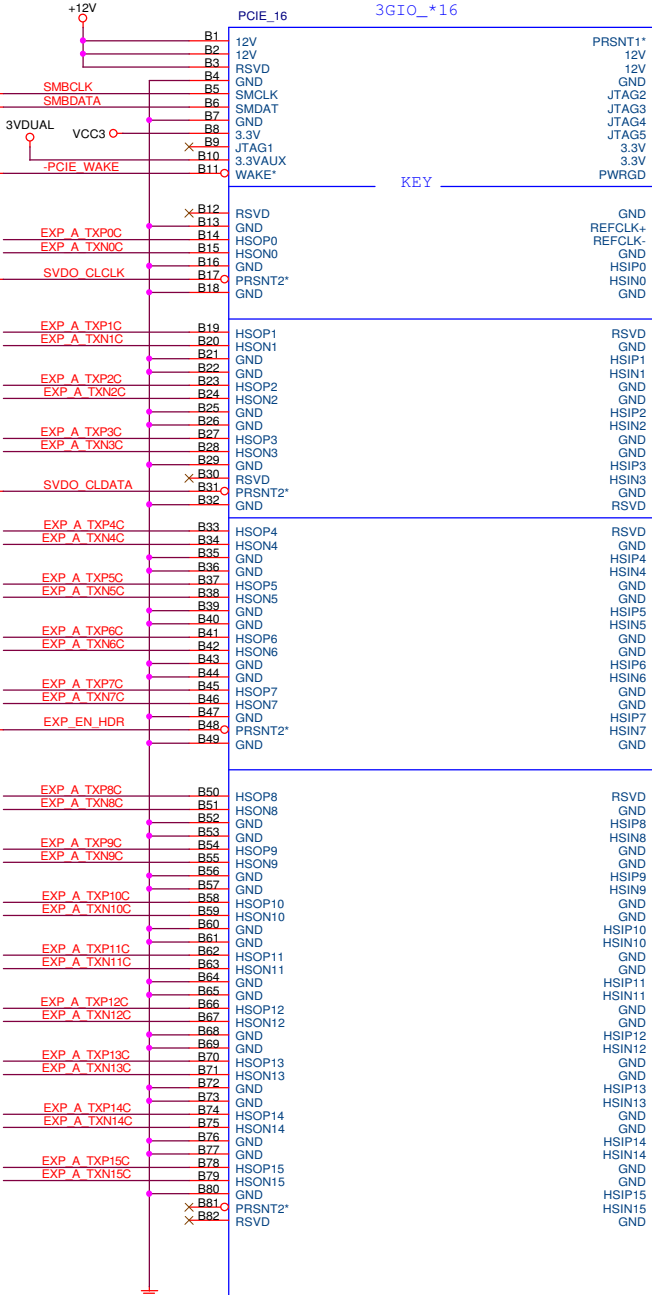 +12V PCIE_16 3GIO_*16
B1 12V PRSNT1*
B2 12V 12V
B3 RSVD 12V
B4 GND GND
SMBCLK B5 SMCLK JTAG2
SMBDATA B6 SMDAT JTAG3
B7 GND JTAG4
3VDUAL VCC3 B8 3.3V JTAG5
B9 JTAG1 3.3V
B10 3.3VAUX 3.3V
-PCIE_WAKE B11 WAKE* PWRGD
KEY
B12 RSVD GND
B13 GND REFCLK+
EXP_A_TXP0C B14 HSOP0 REFCLK-
EXP_A_TXN0C B15 HSON0 GND
B16 GND HSIP0
SVDO_CLCLK B17 PRSNT2* HSIN0
B18 GND GND
EXP_A_TXP1C B19 HSOP1 RSVD
EXP_A_TXN1C B20 HSON1 GND
B21 GND HSIP1
B22 GND HSIN1
EXP_A_TXP2C B23 HSOP2 GND
EXP_A_TXN2C B24 HSON2 GND
B25 GND HSIP2
B26 GND HSIN2
EXP_A_TXP3C B27 HSOP3 GND
EXP_A_TXN3C B28 HSON3 GND
B29 GND HSIP3
B30 RSVD HSIN3
SVDO_CLDATA B31 PRSNT2* GND
B32 GND RSVD
EXP_A_TXP4C B33 HSOP4 RSVD
EXP_A_TXN4C B34 HSON4 GND
B35 GND HSIP4
B36 GND HSIN4
EXP_A_TXP5C B37 HSOP5 GND
EXP_A_TXN5C B38 HSON5 GND
B39 GND HSIP5
B40 GND HSIN5
EXP_A_TXP6C B41 HSOP6 GND
EXP_A_TXN6C B42 HSON6 GND
B43 GND HSIP6
B44 GND HSIN6
EXP_A_TXP7C B45 HSOP7 GND
EXP_A_TXN7C B46 HSON7 GND
B47 GND HSIP7
EXP_EN_HDR B48 PRSNT2* HSIN7
B49 GND GND
EXP_A_TXP8C B50 HSOP8 RSVD
EXP_A_TXN8C B51 HSON8 GND
B52 GND HSIP8
B53 GND HSIN8
EXP_A_TXP9C B54 HSOP9 GND
EXP_A_TXN9C B55 HSON9 GND
B56 GND HSIP9
B57 GND HSIN9
EXP_A_TXP10C B58 HSOP10 GND
EXP_A_TXN10C B59 HSON10 GND
B60 GND HSIP10
B61 GND HSIN10
EXP_A_TXP11C B62 HSOP11 GND
EXP_A_TXN11C B63 HSON11 GND
B64 GND HSIP11
B65 GND HSIN11
EXP_A_TXP12C B66 HSOP12 GND
EXP_A_TXN12C B67 HSON12 GND
B68 GND HSIP12
B69 GND HSIN12
EXP_A_TXP13C B70 HSOP13 GND
EXP_A_TXN13C B71 HSON13 GND
B72 GND HSIP13
B73 GND HSIN13
EXP_A_TXP14C B74 HSOP14 GND
EXP_A_TXN14C B75 HSON14 GND
B76 GND HSIP14
B77 GND HSIN14
EXP_A_TXP15C B78 HSOP15 GND
EXP_A_TXN15C B79 HSON15 GND
B80 GND HSIP15
B81 PRSNT2* HSIN15
B82 RSVD GND